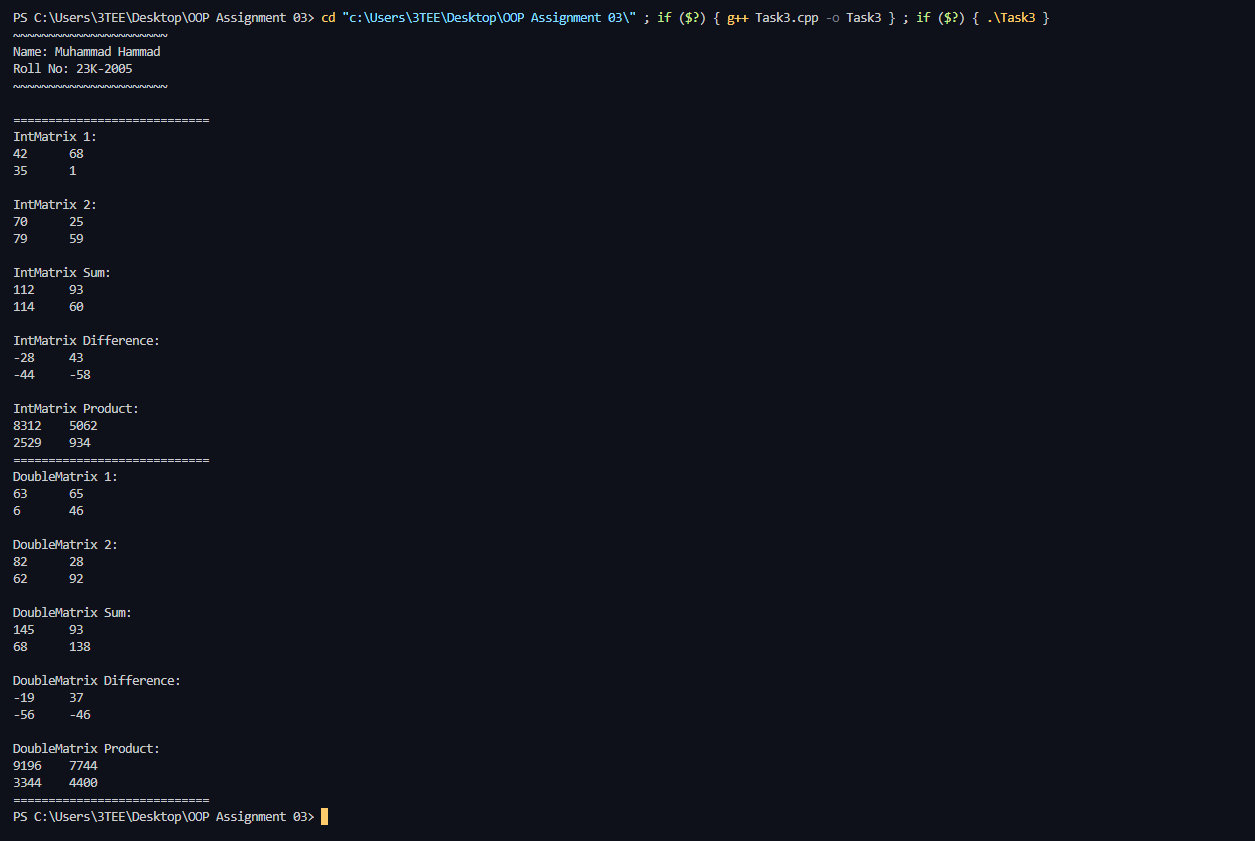 PS C:\Users\3TEE\Desktop\OOP Assignment 03> cd "c:\Users\3TEE\Desktop\OOP Assignment 03\" ; if ($?) { g++ Task3.cpp -o Task3 } ; if ($?) { .\Task3 }
~~~~~~~~~~~~~~~~~~~~~~
Name: Muhammad Hammad
Roll No: 23K-2005
~~~~~~~~~~~~~~~~~~~~~~
============================
IntMatrix 1:
42      68
35      1
IntMatrix 2:
70      25
79      59
IntMatrix Sum:
112     93
114     60
IntMatrix Difference:
-28     43
-44     -58
IntMatrix Product:
8312    5062
2529    934
============================
DoubleMatrix 1:
63      65
6       46
DoubleMatrix 2:
82      28
62      92
DoubleMatrix Sum:
145     93
68      138
DoubleMatrix Difference:
-19     37
-56     -46
DoubleMatrix Product:
9196    7744
3344    4400
============================
PS C:\Users\3TEE\Desktop\OOP Assignment 03>